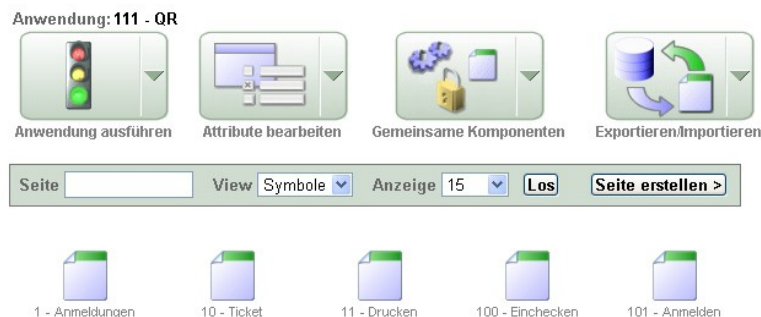 Anwendung: 111 - QR
Anwendung ausführen Attribute bearbeiten Gemeinsame Komponenten Exportieren/Importieren
Seite View Symbole Anzeige 15 Los Seite erstellen >
1 - Anmeldungen 10 - Ticket 11 - Drucken 100 - Einchecken 101 - Anmelden